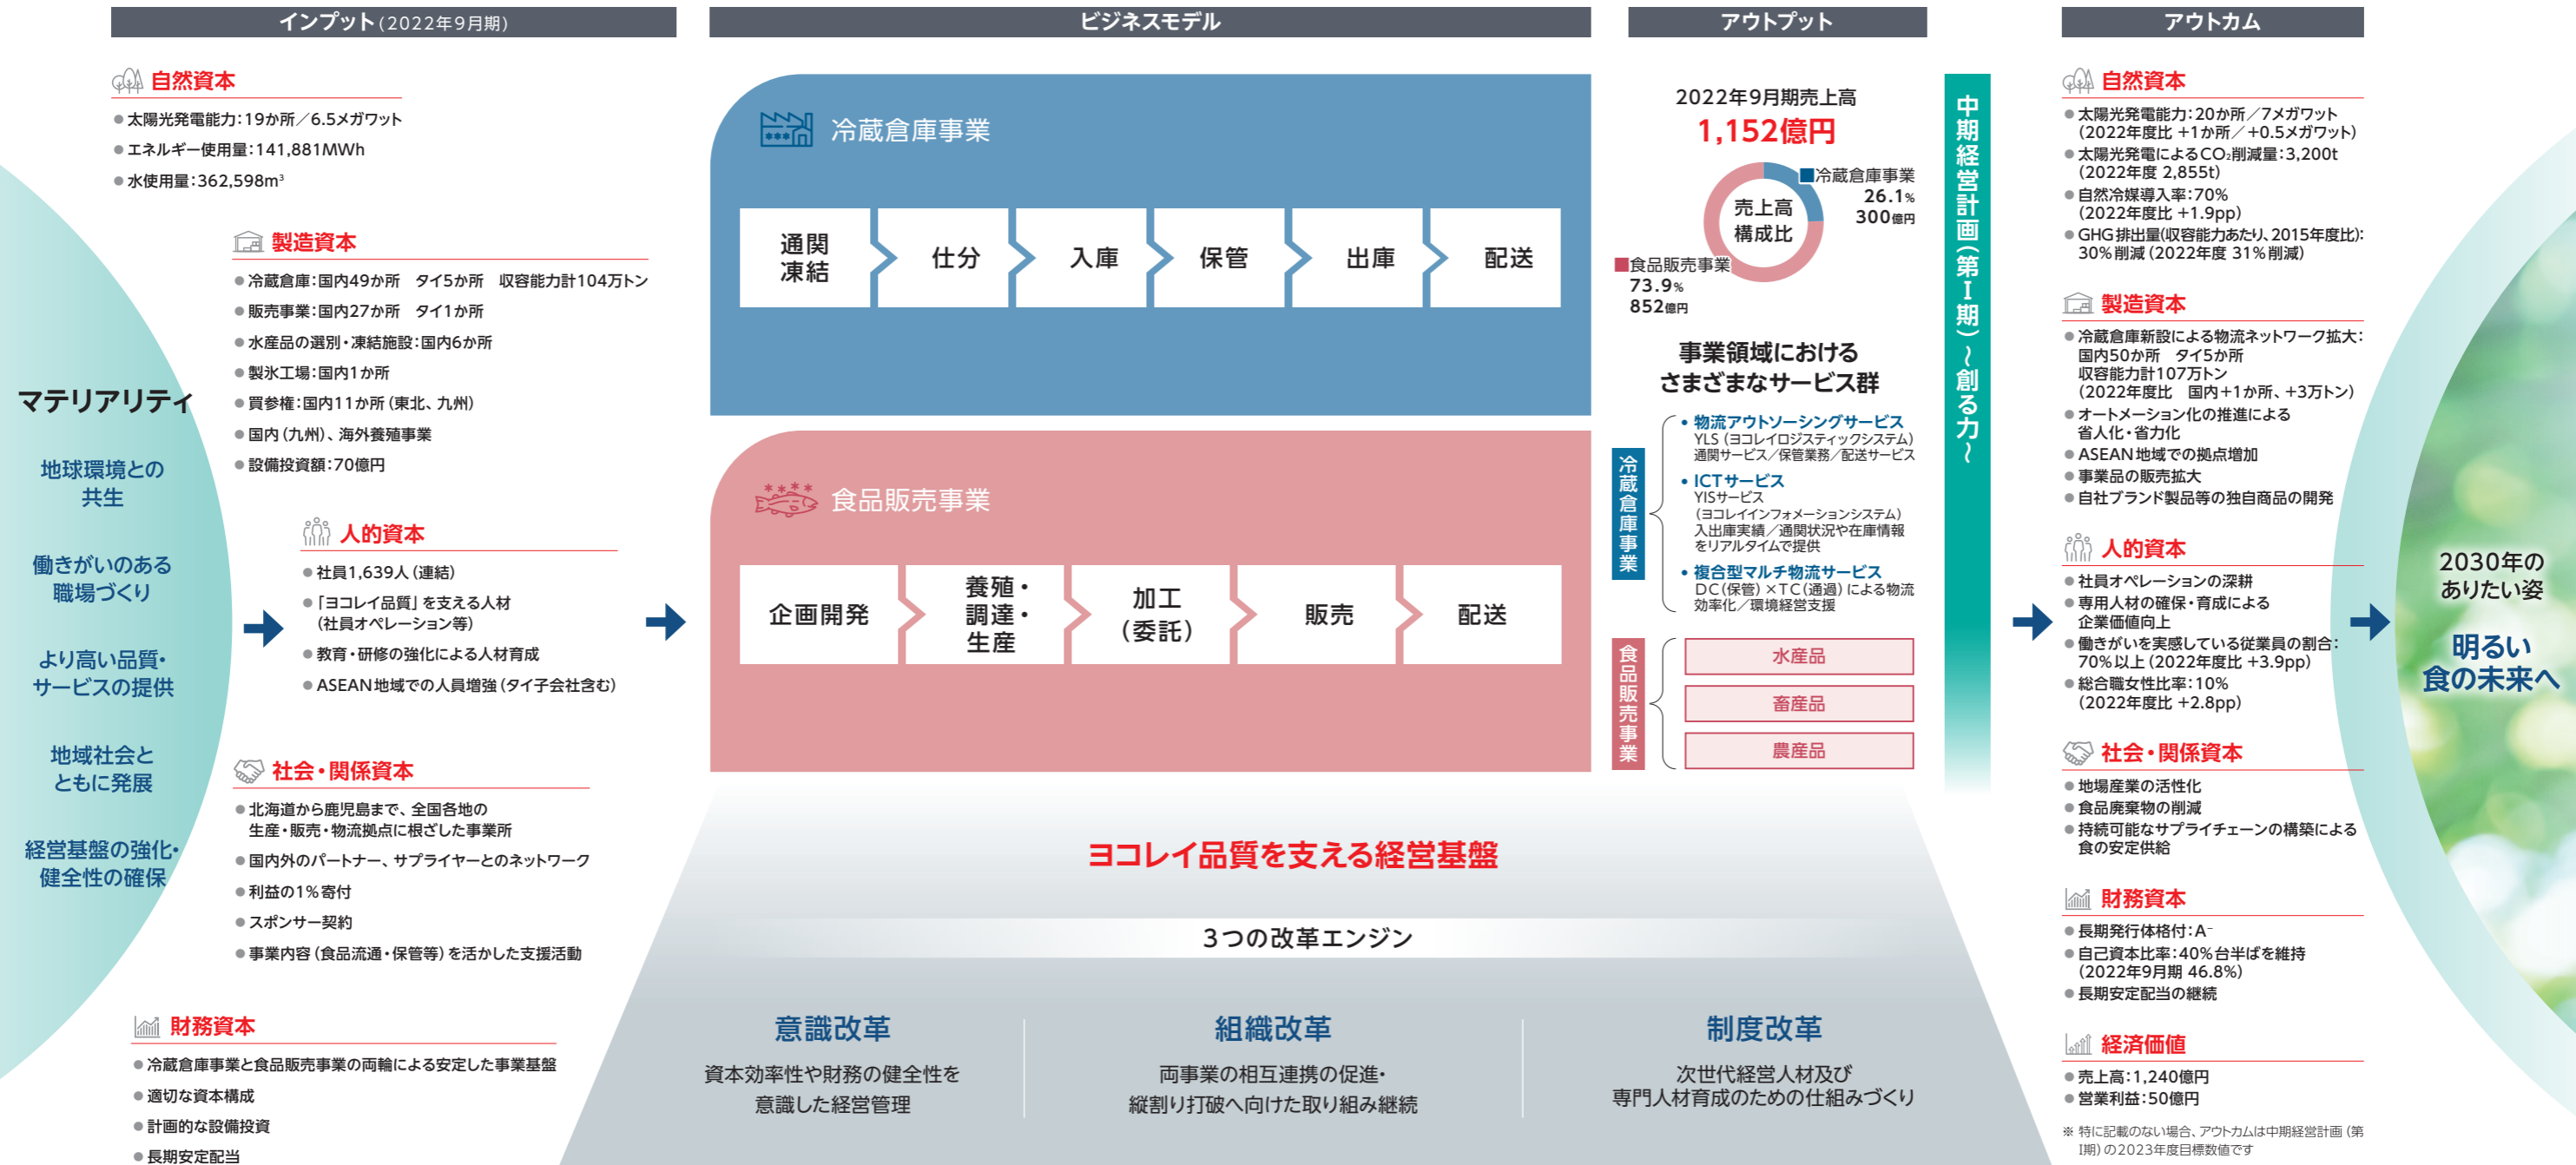 インプット(2022年9月期)
自然資本
●太陽光発電能力：19か所／6.5メガワット
●エネルギー使用量：141,881MWh
●水使用量：362,598m³
製造資本
●冷蔵倉庫：国内49か所　タイ5か所　収容能力計104万トン
●販売事業：国内27か所　タイ1か所
●水産品の選別・凍結施設：国内6か所
●製氷工場：国内1か所
●買参権：国内11か所（東北、九州）
●国内（九州）、海外養殖事業
●設備投資額：70億円
マテリアリティ
地球環境との
共生
働きがいのある
職場づくり
より高い品質・
サービスの提供
地域社会と
ともに発展
経営基盤の強化・
健全性の確保
人的資本
●社員1,639人（連結）
●「ヨコレイ品質」を支える人材
（社員オペレーション等）
●教育・研修の強化による人材育成
●ASEAN地域での人員増強（タイ子会社含む）
社会・関係資本
●北海道から鹿児島まで、全国各地の
生産・販売・物流拠点に根ざした事業所
●国内外のパートナー、サプライヤーとのネットワーク
●利益の1％寄付
●スポンサー契約
●事業内容（食品流通・保管等）を活かした支援活動
財務資本
●冷蔵倉庫事業と食品販売事業の両輪による安定した事業基盤
●適切な資本構成
●計画的な設備投資
●長期安定配当
ビジネスモデル
冷蔵倉庫事業
通関
凍結
仕分
入庫
保管
出庫
配送
食品販売事業
企画開発
養殖・
調達・
生産
加工
（委託）
販売
配送
ヨコレイ品質を支える経営基盤
3つの改革エンジン
意識改革
資本効率性や財務の健全性を
意識した経営管理
組織改革
両事業の相互連携の促進・
縦割り打破へ向けた取り組み継続
制度改革
次世代経営人材及び
専門人材育成のための仕組みづくり
アウトプット
2022年9月期売上高
1,152億円
売上高
構成比
■冷蔵倉庫事業
26.1％
300億円
■食品販売事業
73.9％
852億円
事業領域における
さまざまなサービス群
冷蔵倉庫事業
• 物流アウトソーシングサービス
YLS（ヨコレイロジスティックシステム）
通関サービス／保管業務／配送サービス
• ICTサービス
YISサービス
（ヨコレイインフォメーションシステム）
入出庫実績／通関状況や在庫情報
をリアルタイムで提供
• 複合型マルチ物流サービス
DC（保管）×TC（通過）による物流
効率化／環境経営支援
食品販売事業
水産品
畜産品
農産品
中期経営計画（第Ⅰ期）～創る力～
アウトカム
自然資本
●太陽光発電能力：20か所／7メガワット
（2022年度比 +1か所／+0.5メガワット）
●太陽光発電によるCO₂削減量：3,200t
（2022年度 2,855t）
●自然冷媒導入率：70％
（2022年度比 +1.9pp）
●GHG排出量（収容能力あたり、2015年度比）：
30％削減（2022年度 31％削減）
製造資本
●冷蔵倉庫新設による物流ネットワーク拡大：
国内50か所　タイ5か所
収容能力計107万トン
（2022年度比　国内+1か所、+3万トン）
●オートメーション化の推進による
省人化・省力化
●ASEAN地域での拠点増加
●事業品の販売拡大
●自社ブランド製品等の独自商品の開発
人的資本
●社員オペレーションの深耕
●専用人材の確保・育成による
企業価値向上
●働きがいを実感している従業員の割合：
70％以上（2022年度比 +3.9pp）
●総合職女性比率：10％
（2022年度比 +2.8pp）
社会・関係資本
●地場産業の活性化
●食品廃棄物の削減
●持続可能なサプライチェーンの構築による
食の安定供給
財務資本
●長期発行体格付：A⁻
●自己資本比率：40％台半ばを維持
（2022年9月期 46.8％）
●長期安定配当の継続
経済価値
●売上高：1,240億円
●営業利益：50億円
※ 特に記載のない場合、アウトカムは中期経営計画（第
Ⅰ期）の2023年度目標数値です
2030年の
ありたい姿
明るい
食の未来へ